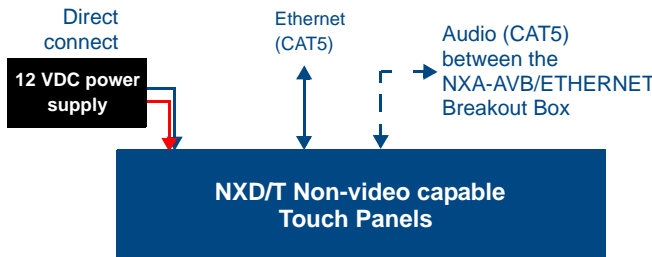 Direct
connect
12 VDC power
supply
Ethernet
(CAT5)
Audio (CAT5)
between the
NXA-AVB/ETHERNET
Breakout Box
NXD/T Non-video capable
Touch Panels